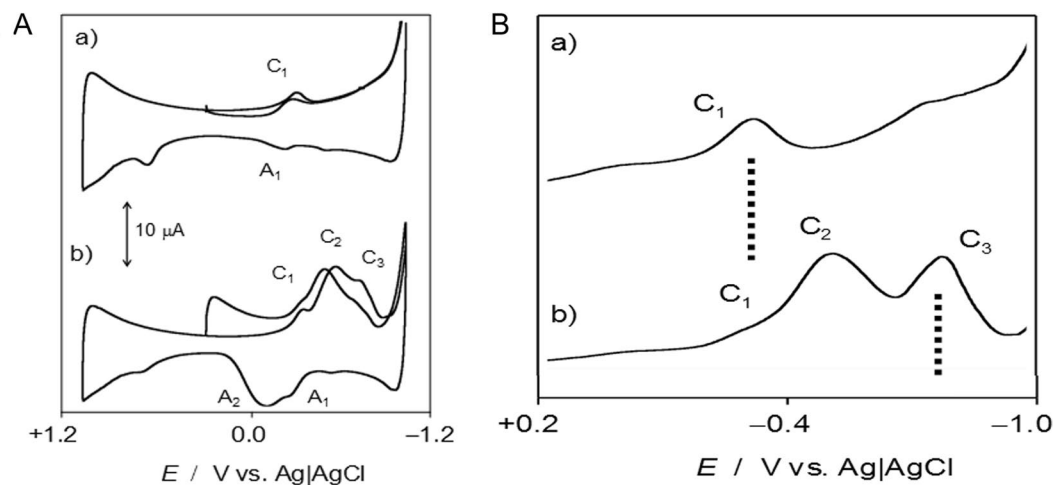 A
a)
C₁
A₁
10 μA
b)
C₁
C₂
C₃
A₂
A₁
+1.2
0.0
–1.2
E / V vs. Ag|AgCl
B
a)
C₁
C₂
C₃
C₁
b)
+0.2
–0.4
–1.0
E / V vs. Ag|AgCl